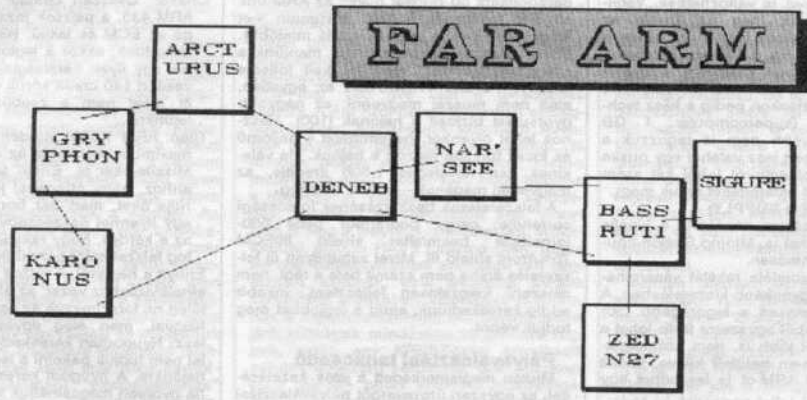 FAR ARM
ARCT
URUS
GRY
PHON
NAR'
SEE
DENEB
SIGURE
BASS
RUTI
KARO
NUS
ZED
N27